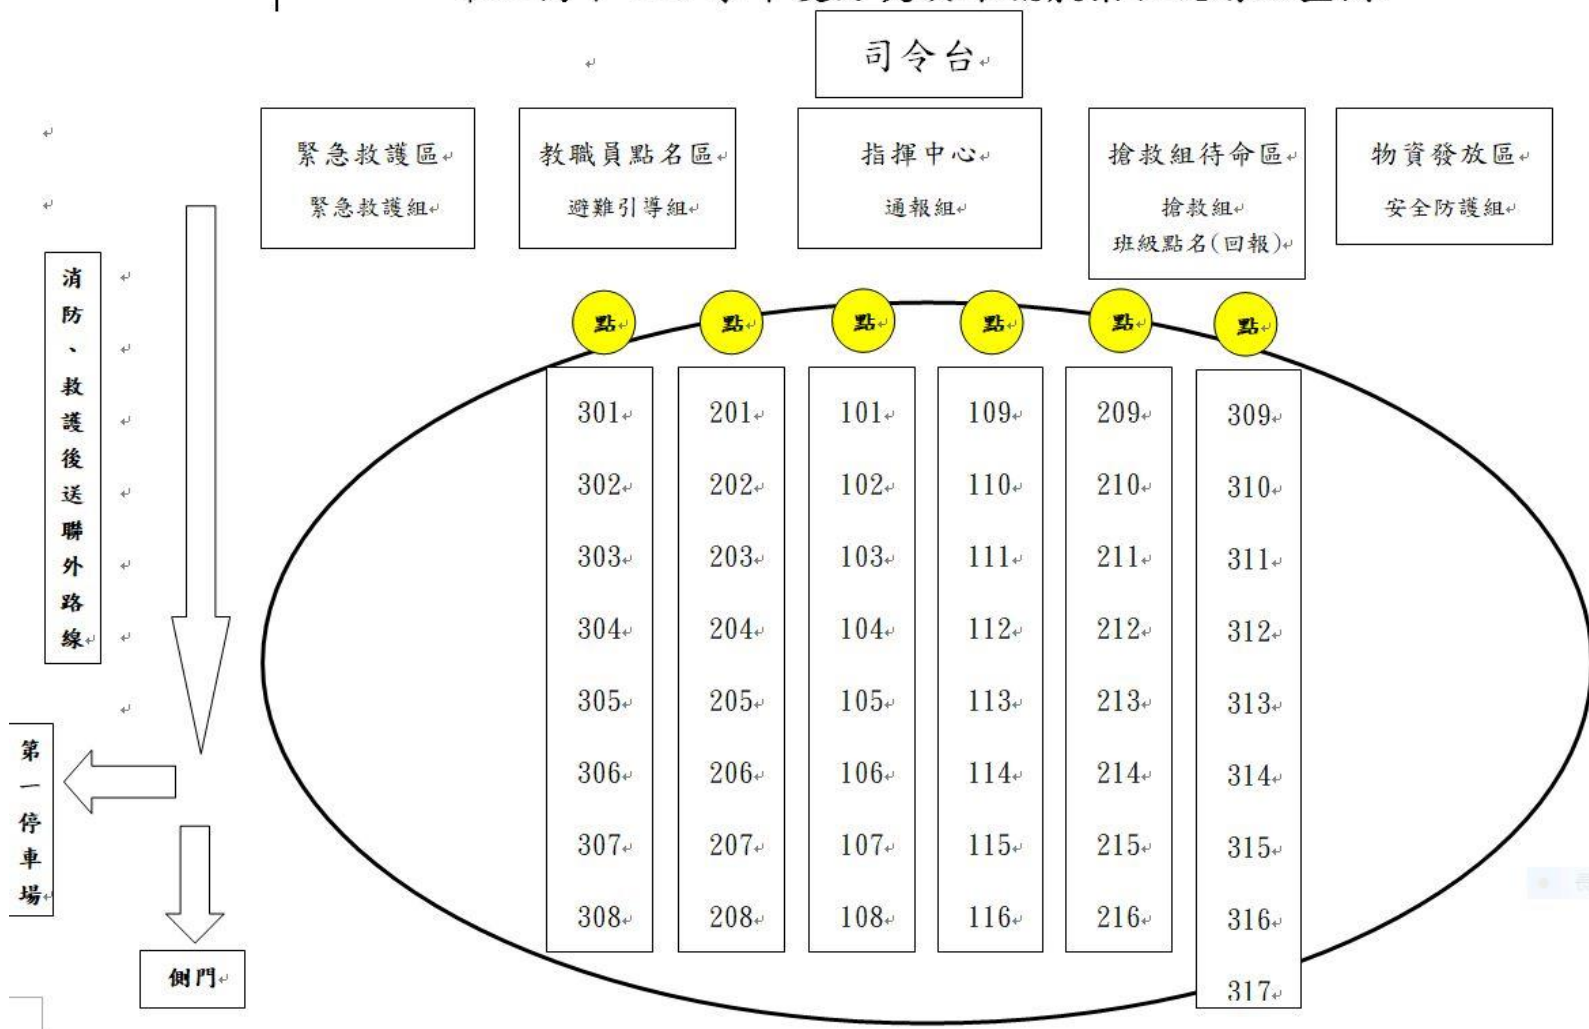 司令台
緊急救護區
緊急救護組
教職員點名區
避難引導組
指揮中心
通報組
搶救組待命區
搶救組
班級點名(回報)
物資發放區
安全防護組
消防、救護後送聯外路線
第一停車場
側門
點 點 點 點 點 點
301 201 101 109 209 309
302 202 102 110 210 310
303 203 103 111 211 311
304 204 104 112 212 312
305 205 105 113 213 313
306 206 106 114 214 314
307 207 107 115 215 315
308 208 108 116 216 316
317